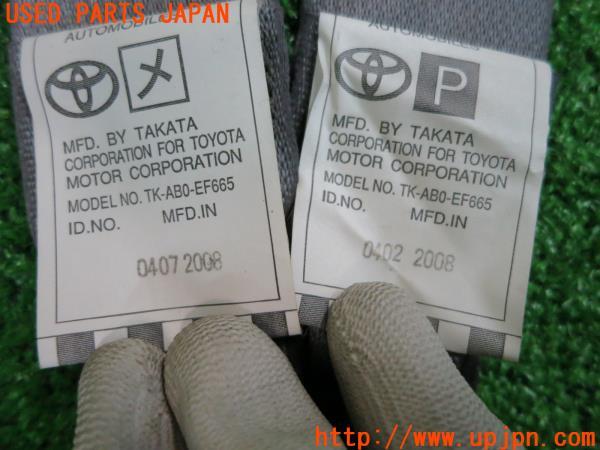 USED PARTS JAPAN
AUTOMOBILES
メ
MFD. BY TAKATA
CORPORATION FOR TOYOTA
MOTOR CORPORATION
MODEL NO. TK-AB0-EF665
ID.NO. MFD.IN
0407 2008
AUTOMOBILES
P
MFD. BY TAKATA
CORPORATION FOR TOYOTA
MOTOR CORPORATION
MODEL NO. TK-AB0-EF665
ID.NO. MFD.IN
0402 2008
http://www.upjpn.com/